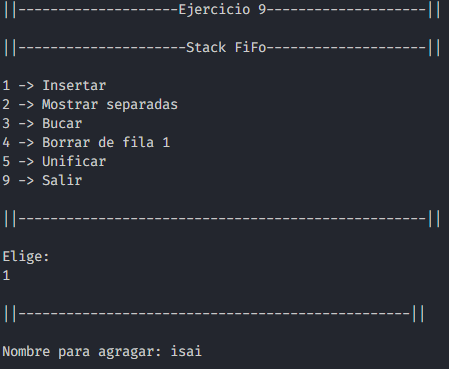 ||--------------------Ejercicio 9--------------------||
||---------------------Stack FiFo--------------------||
1 -> Insertar
2 -> Mostrar separadas
3 -> Bucar
4 -> Borrar de fila 1
5 -> Unificar
9 -> Salir
||---------------------------------------------------||
Elige:
1
||-------------------------------------------------||
Nombre para agragar: isai